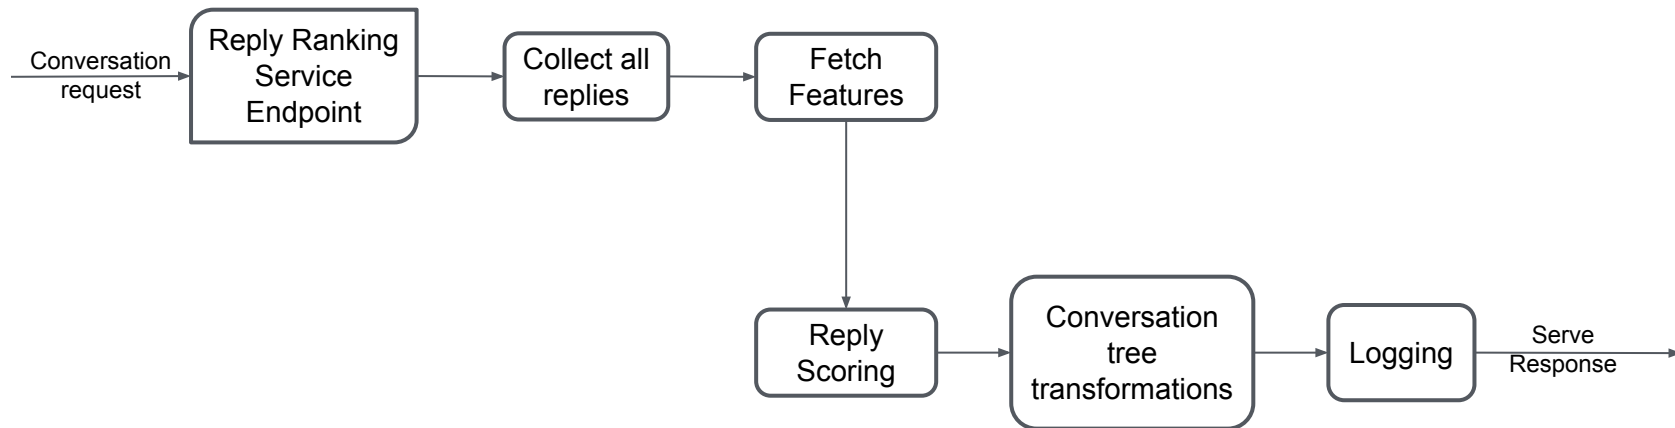 Conversation
request
Reply Ranking
Service
Endpoint
Collect all
replies
Fetch
Features
Reply
Scoring
Conversation
tree
transformations
Logging
Serve
Response